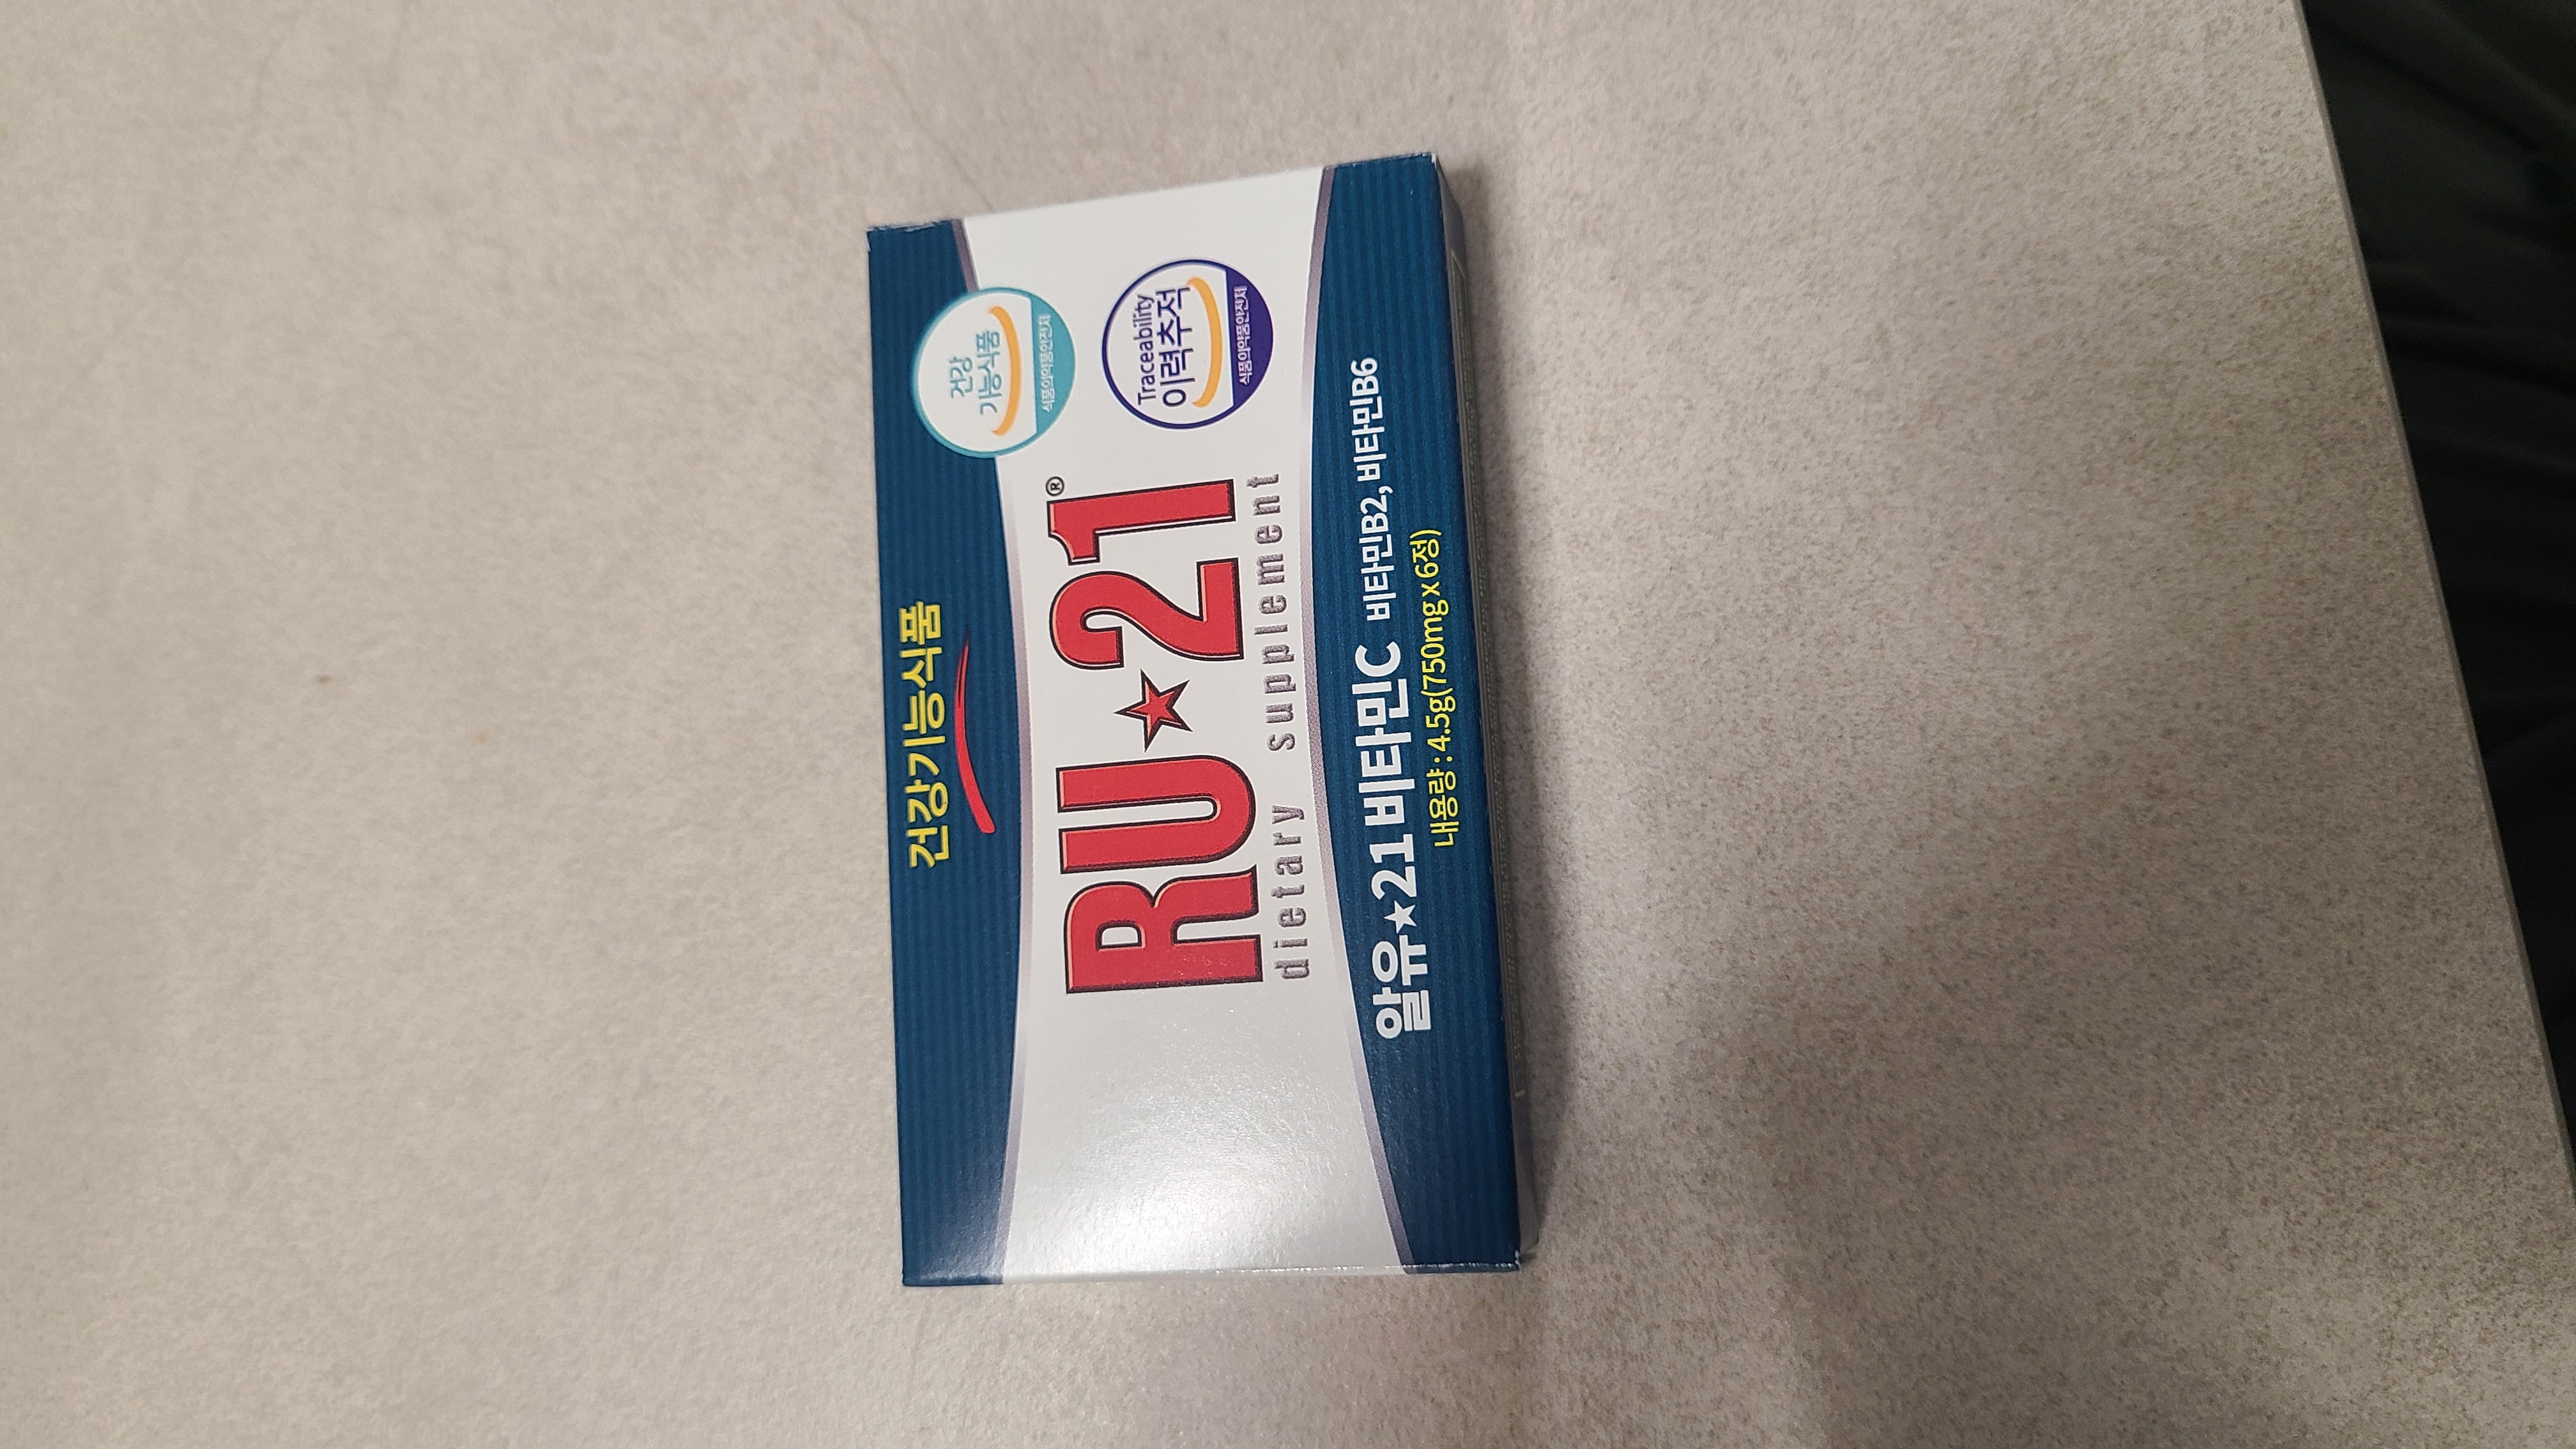 건강기능식품
건강
기능식품
식품의약품안전처
RU★21®
dietary supplement
Traceability
이력추적
식품의약품안전처
알유★21 비타민C 비타민B2, 비타민B6
내용량 : 4.5g(750mg x 6정)